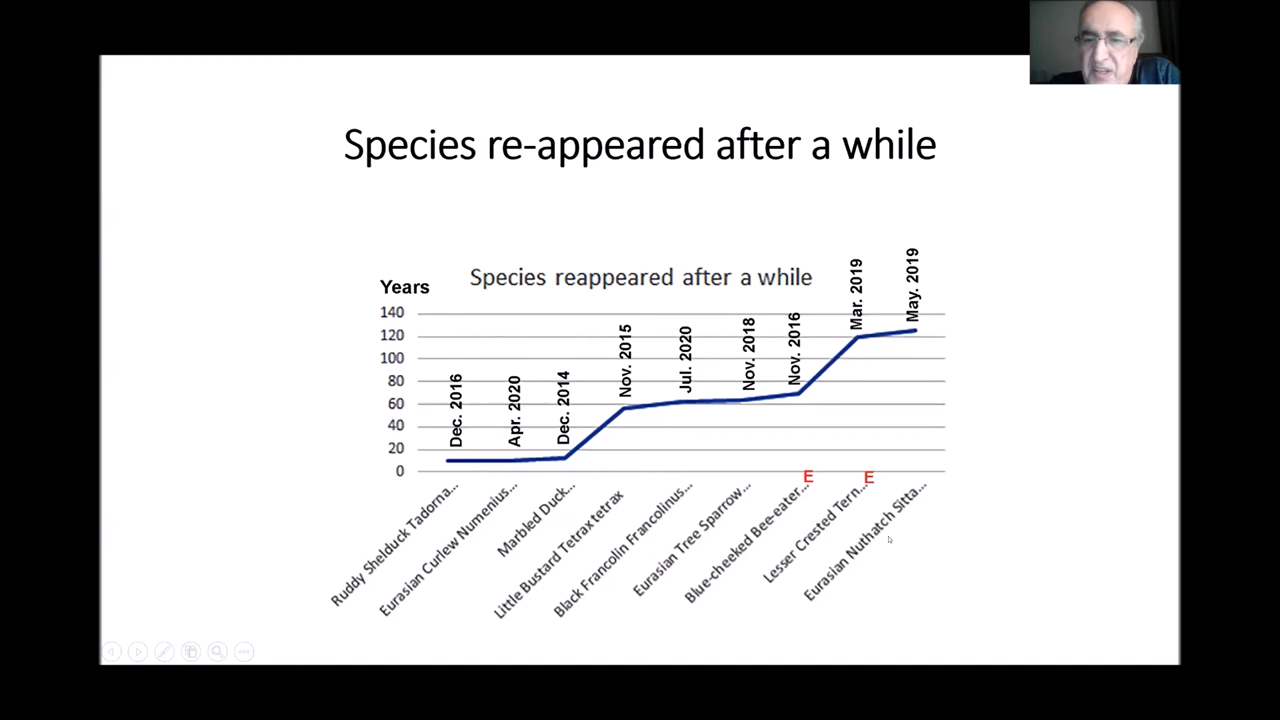 Species re-appeared after a while
Species reappeared after a while
Years
140
120
100
80
60
40
20
0
Dec. 2016
Apr. 2020
Dec. 2014
Nov. 2015
Jul. 2020
Nov. 2018
Nov. 2016
Mar. 2019
May. 2019
E
E
Ruddy Shelduck Tadorna...
Eurasian Curlew Numenius...
Marbled Duck...
Little Bustard Tetrax tetrax
Black Francolin Francolinus...
Eurasian Tree Sparrow...
Blue-cheeked Bee-eater...
Lesser Crested Tern...
Eurasian Nuthatch Sitta...